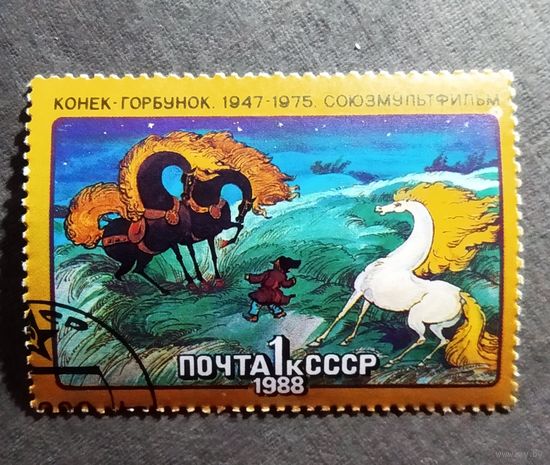 КОНЕК-ГОРБУНОК. 1947-1975. СОЮЗМУЛЬТФИЛЬМ
ПОЧТА 1к СССР
1988